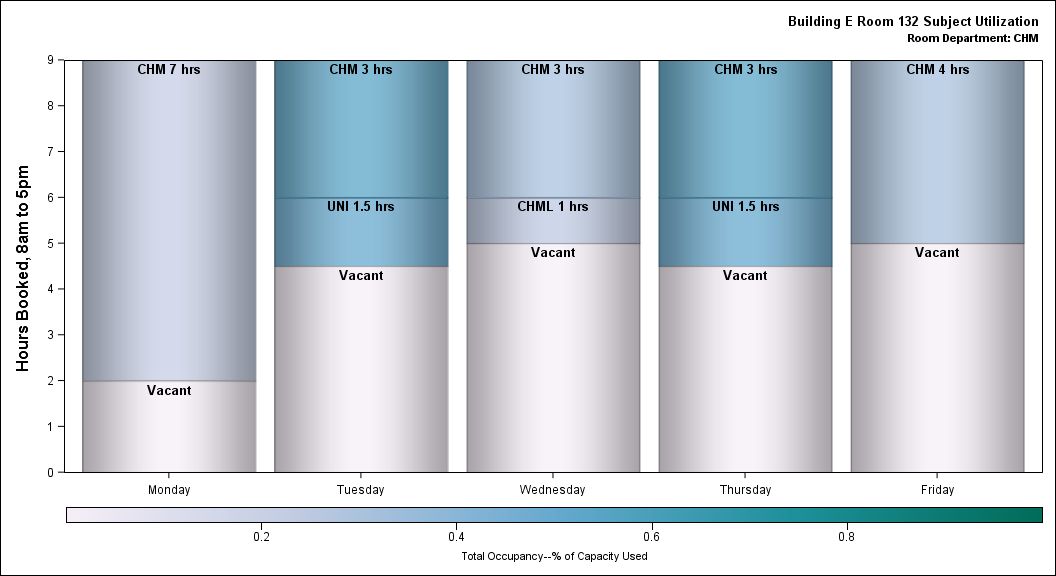 Building E Room 132 Subject Utilization
Room Department: CHM
Hours Booked, 8am to 5pm
9
8
7
6
5
4
3
2
1
0
CHM 7 hrs
Vacant
CHM 3 hrs
UNI 1.5 hrs
Vacant
CHM 3 hrs
CHML 1 hrs
Vacant
CHM 3 hrs
UNI 1.5 hrs
Vacant
CHM 4 hrs
Vacant
Monday
Tuesday
Wednesday
Thursday
Friday
0.2
0.4
0.6
0.8
Total Occupancy--% of Capacity Used